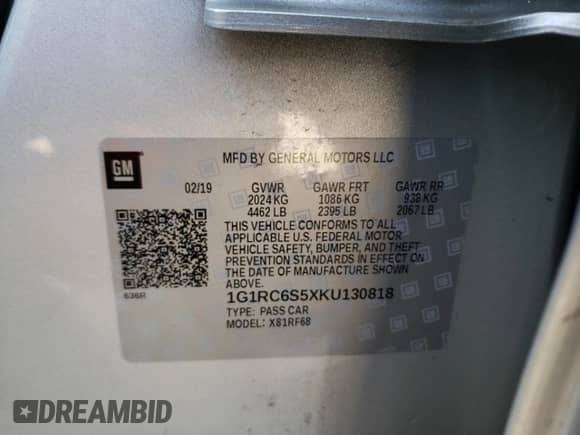 GM
MFD BY GENERAL MOTORS LLC
02/19 GVWR GAWR FRT GAWR RR
2024 KG 1086 KG 938 KG
4462 LB 2395 LB 2067 LB
THIS VEHICLE CONFORMS TO ALL
APPLICABLE U.S. FEDERAL MOTOR
VEHICLE SAFETY, BUMPER, AND THEFT
PREVENTION STANDARDS IN EFFECT ON
THE DATE OF MANUFACTURE SHOWN
ABOVE.
636R
1G1RC6S5XKU130818
TYPE: PASS CAR
MODEL: X81RF68
DREAMBID